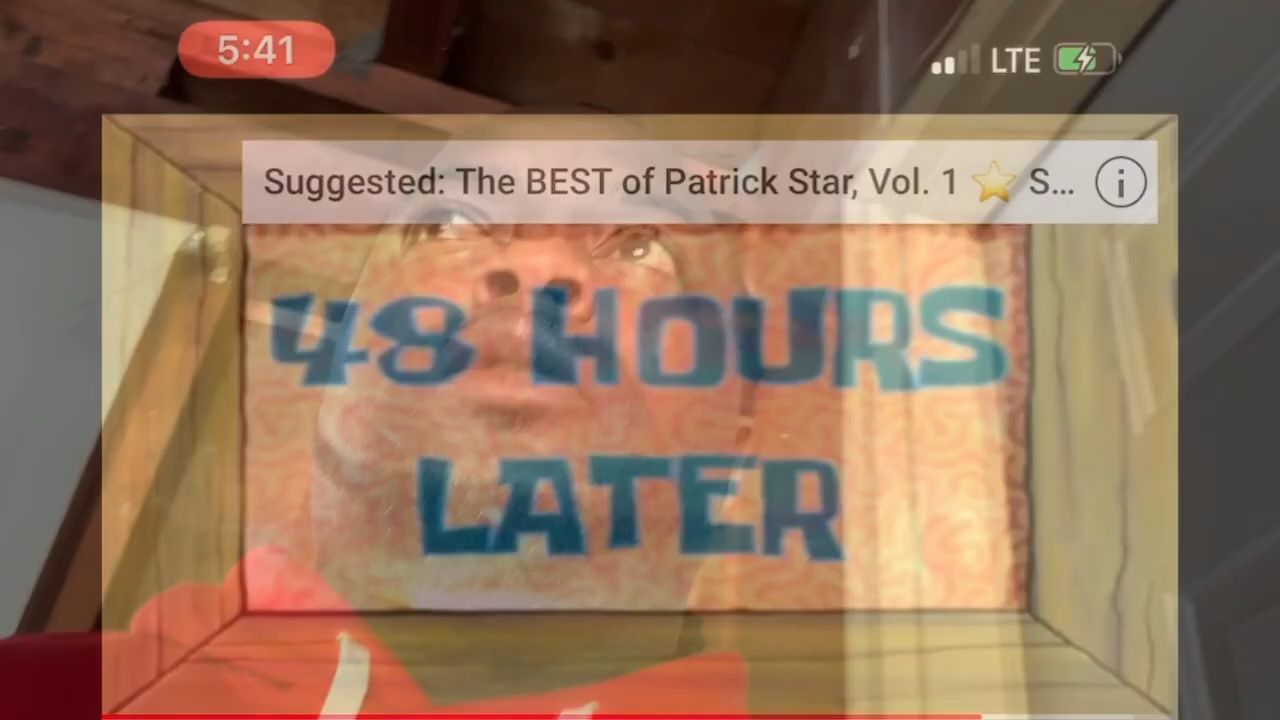 5:41
LTE
Suggested: The BEST of Patrick Star, Vol. 1 ⭐ S...
48 HOURS
LATER